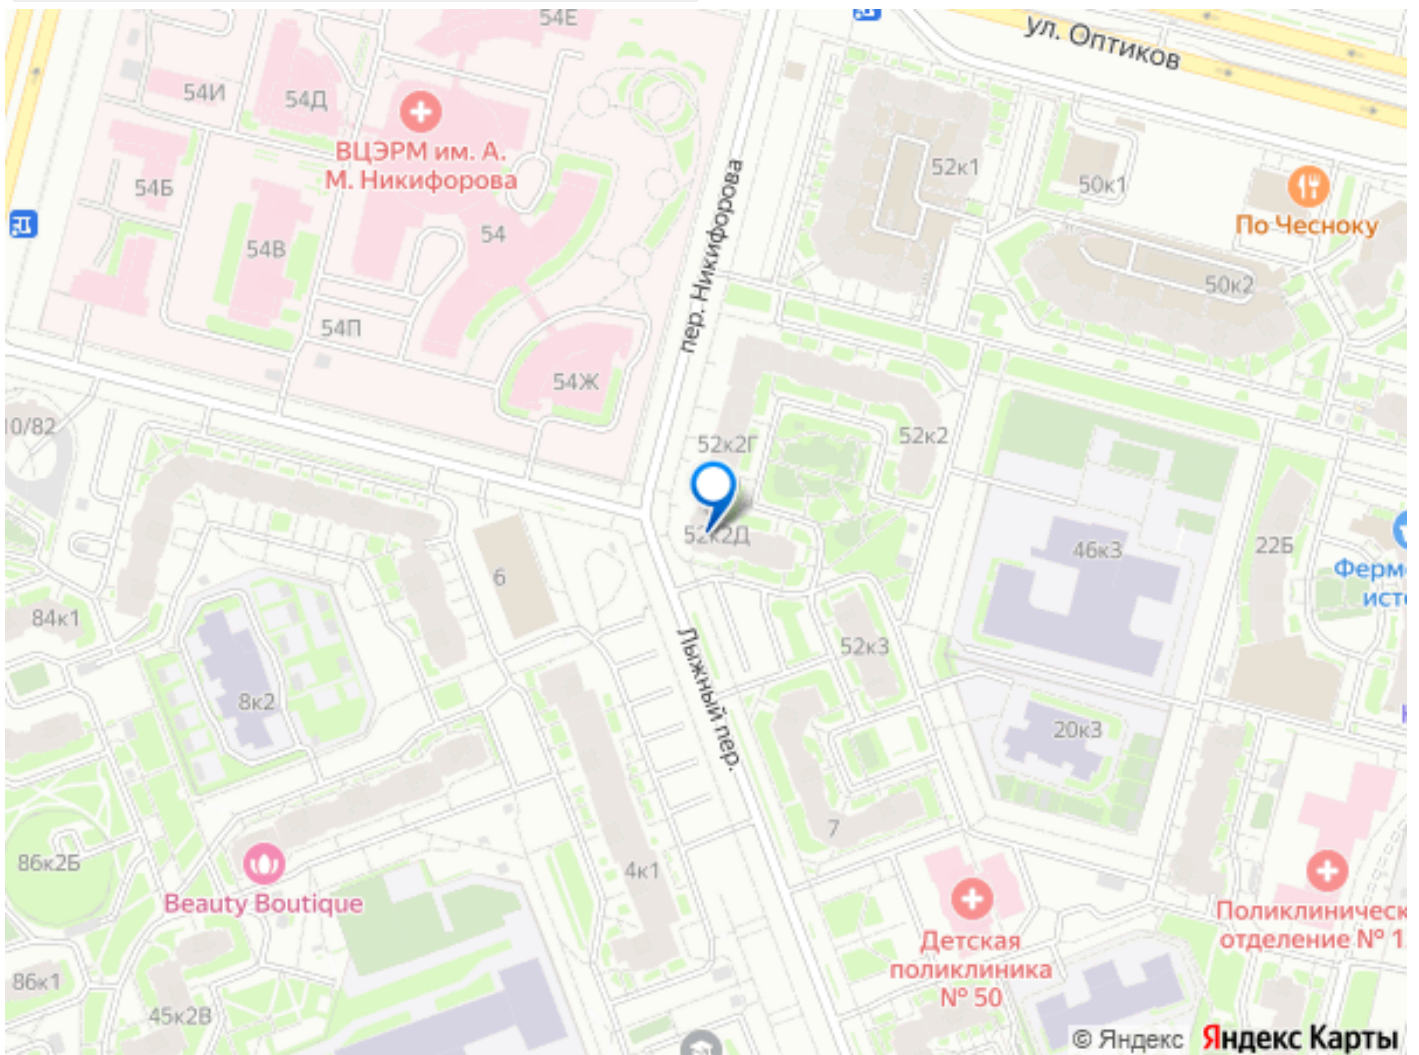 54Е
ул. Оптиков
54И
54Д
ВЦЭРМ им. А.
М. Никифорова
52к1
50к1
54Б
По Чесноку
54
54В
пер. Никифорова
50к2
54П
54Ж
10/82
52к2Г
52к2
52к2Д
46к3
22Б
6
Ферм
ист
84к1
52к3
Лыжный пер.
8к2
20к3
7
86к2Б
4к1
Beauty Boutique
Детская
поликлиника
№ 50
Поликлиническ
отделение № 1
86к1
45к2В
© Яндекс Яндекс Карты